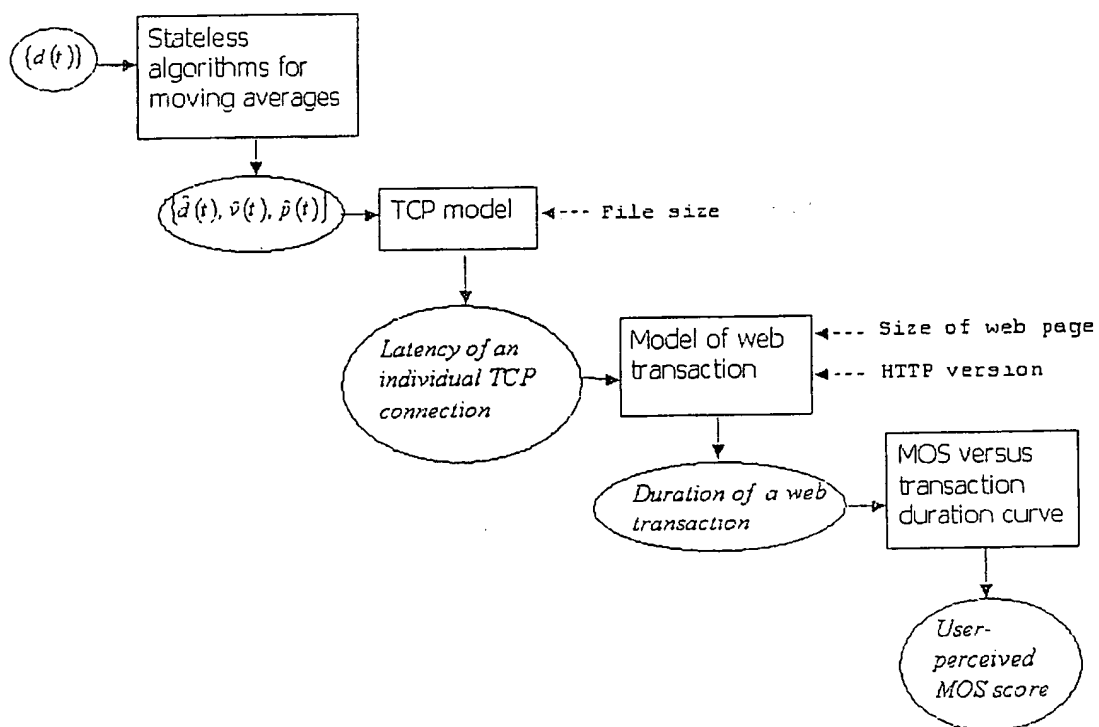 {d(t)}
Stateless
algorithms for
moving averages
{d̂(t), v̂(t), p̂(t)}
TCP model
File size
Latency of an
individual TCP
connection
Model of web
transaction
Size of web page
HTTP version
Duration of a web
transaction
MOS versus
transaction
duration curve
User-
perceived
MOS score